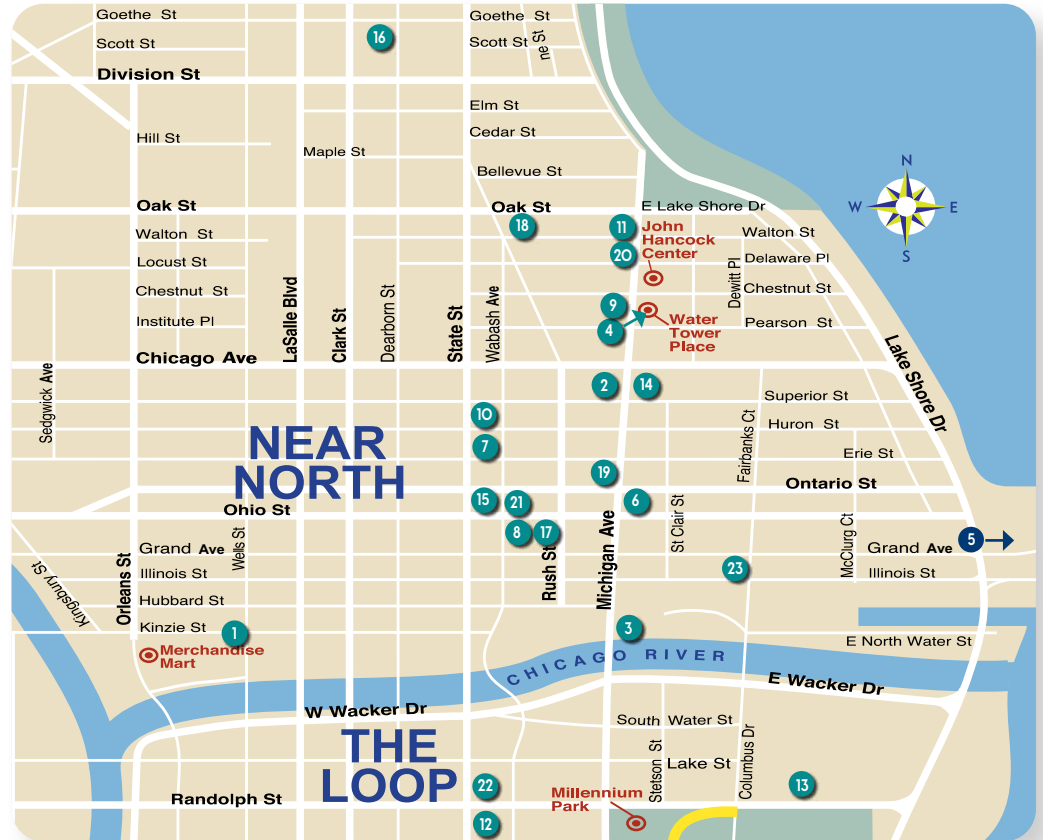 Goethe St
Goethe St
16
Scott St
Scott St
ne St
Division St
Elm St
Cedar St
Hill St
Maple St
Bellevue St
N
W
E
S
Oak St
Oak St
E Lake Shore Dr
18
11
John
Hancock
Center
20
Walton St
Walton St
Locust St
Delaware Pl
Dewitt Pl
Chestnut St
Chestnut St
9
4
Water
Tower
Place
Institute Pl
Pearson St
LaSalle Blvd
Clark St
Dearborn St
State St
Wabash Ave
Chicago Ave
Lake Shore Dr
Sedgwick Ave
2
14
Superior St
10
Huron St
Fairbanks Ct
7
Erie St
NEAR
NORTH
19
Ontario St
15
21
6
Ohio St
St Clair St
8
17
Michigan Ave
Rush St
McClurg Ct
5
Grand Ave
Grand Ave
Wells St
Orleans St
Kingsbury St
Illinois St
23
Illinois St
Hubbard St
Kinzie St
1
3
Merchandise
Mart
E North Water St
CHICAGO RIVER
E Wacker Dr
W Wacker Dr
South Water St
THE
LOOP
Stetson St
Columbus Dr
Lake St
22
13
Randolph St
Millennium
Park
12